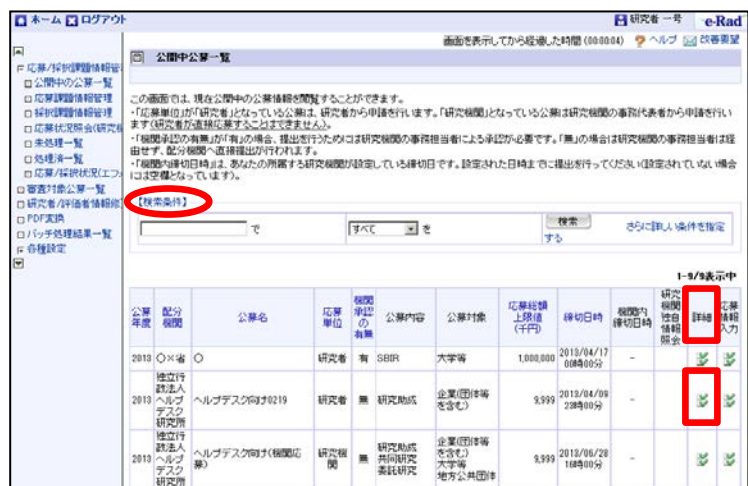 ホーム ログアウト
研究者 一号 e-Rad
画面を表示してから経過した時間 (00:00:04) ヘルプ 改善要望
公開中公募一覧
応募/採択課題情報管
公開中の公募一覧
応募課題情報管理
採択課題情報管理
応募状況照会(研究
未処理一覧
処理済一覧
応募/採択状況(エフ
審査対象公募一覧
研究者/評価者情報修
PDF変換
バッチ処理結果一覧
各種設定
この画面では、現在公開中の公募情報を閲覧することができます。
・「応募単位」が「研究者」となっている公募は、研究者から申請を行います。「研究機関」となっている公募は研究機関の事務代表者から申請を行い
ます(研究者が直接応募することはできません)。
・「機関承認の有無」が「有」の場合、提出を行うためには研究機関の事務担当者による承認が必要です。「無」の場合は研究機関の事務担当者は経
由せず、配分機関へ直接提出が行われます。
・「機関内締切日時」は、あなたの所属する研究機関が設定している締切日です。設定された日時までに提出を行ってください(設定されていない場合
には空欄となっています)。
【検索条件】
で すべて を 検索 さらに詳しい条件を指定
する
1-9/9表示中
公募年度 配分機関 公募名 応募単位 機関承認の有無 公募内容 公募対象 応募総額上限値(千円) 締切日時 機関内締切日時 研究機関独自情報照会 詳細 応募情報入力
2013 〇×省 〇 研究者 有 SBIR 大学等 1,000,000 2013/04/17 00時00分 -
2013 独立行政法人ヘルプデスク研究所 ヘルプデスク向け0219 研究者 無 研究助成 企業(団体等を含む) 9,999 2013/04/09 23時00分 -
2013 独立行政法人ヘルプデスク研究所 ヘルプデスク向け(機関応募) 研究機関 無 研究助成 共同研究 委託研究 企業(団体等を含む) 大学等 地方公共団体 9,999 2013/06/28 16時00分 -